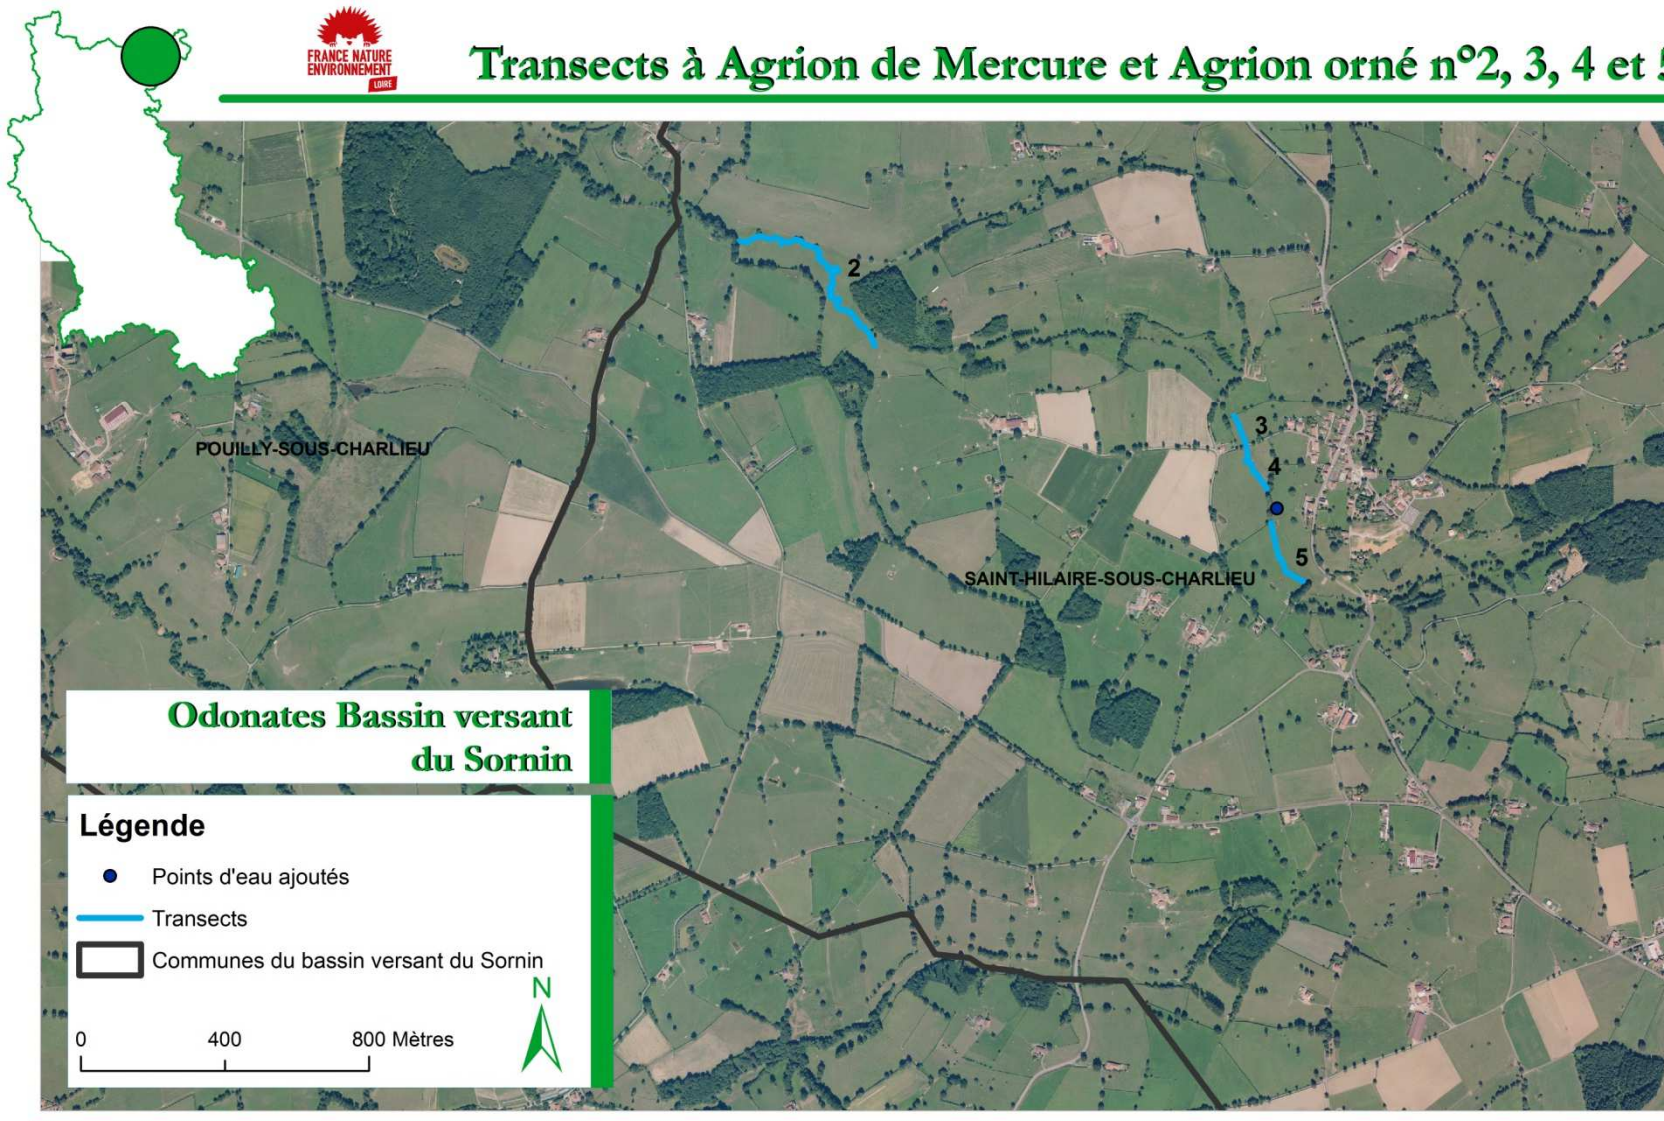 FRANCE NATURE
ENVIRONNEMENT
LOIRE
Transects à Agrion de Mercure et Agrion orné n°2, 3, 4 et 5
2
3
4
5
POUILLY-SOUS-CHARLIEU
SAINT-HILAIRE-SOUS-CHARLIEU
Odonates Bassin versant
du Sornin
Légende
Points d'eau ajoutés
Transects
Communes du bassin versant du Sornin
N
0 400 800 Mètres